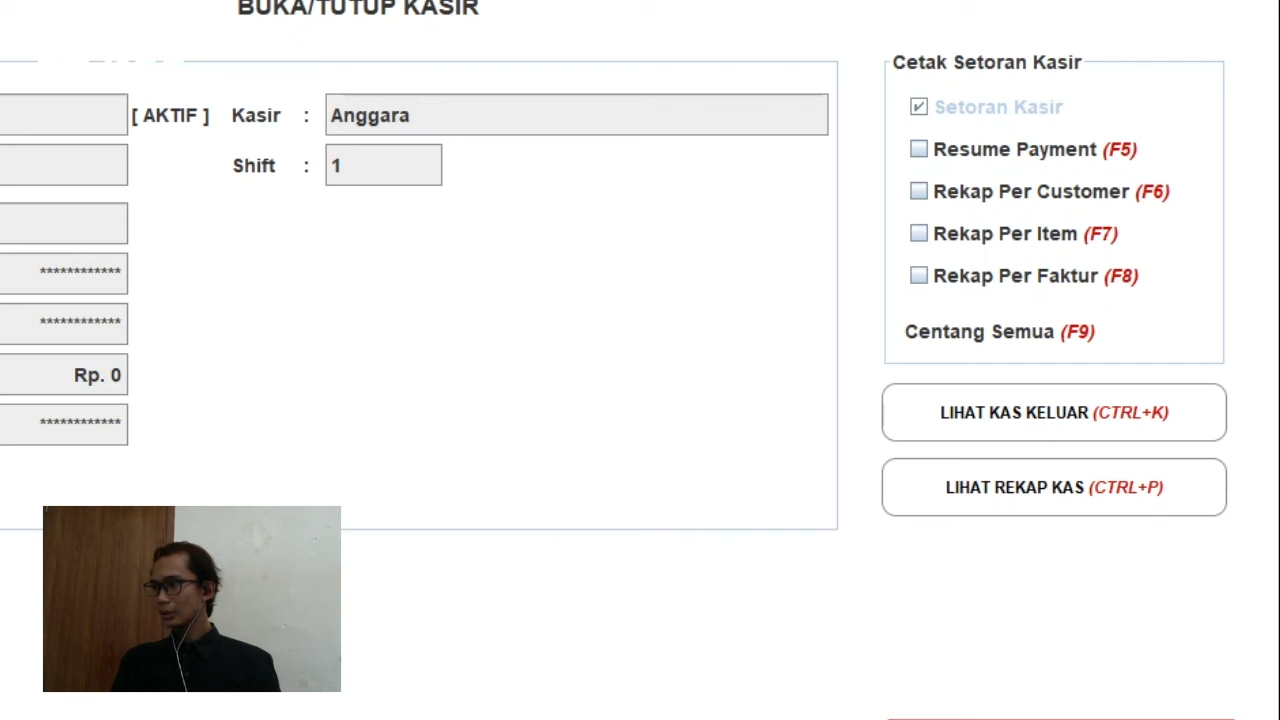 BUKA/TUTUP KASIR
[ AKTIF ] Kasir : Anggara
Shift : 1
************
************
Rp. 0
************
Cetak Setoran Kasir
Setoran Kasir
Resume Payment (F5)
Rekap Per Customer (F6)
Rekap Per Item (F7)
Rekap Per Faktur (F8)
Centang Semua (F9)
LIHAT KAS KELUAR (CTRL+K)
LIHAT REKAP KAS (CTRL+P)